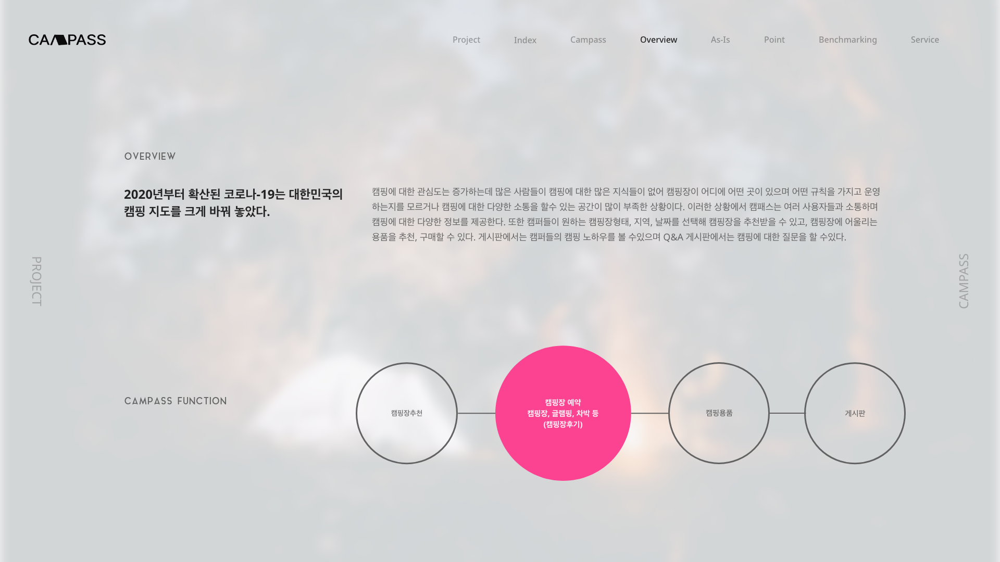 CAMPASS
Project Index Campass Overview As-Is Point Benchmarking Service
OVERVIEW
2020년부터 확산된 코로나-19는 대한민국의
캠핑 지도를 크게 바꿔 놓았다.
캠핑에 대한 관심도는 증가하는데 많은 사람들이 캠핑에 대한 많은 지식들이 없어 캠핑장이 어디에 어떤 곳이 있으며 어떤 규칙을 가지고 운영
하는지를 모르거나 캠핑에 대한 다양한 소통을 할수 있는 공간이 많이 부족한 상황이다. 이러한 상황에서 캠패스는 여러 사용자들과 소통하며
캠핑에 대한 다양한 정보를 제공한다. 또한 캠퍼들이 원하는 캠핑장형태, 지역, 날짜를 선택해 캠핑장을 추천받을 수 있고, 캠핑장에 어울리는
용품을 추천, 구매할 수 있다. 게시판에서는 캠퍼들의 캠핑 노하우를 볼 수있으며 Q&A 게시판에서는 캠핑에 대한 질문을 할 수있다.
PROJECT
CAMPASS
CAMPASS FUNCTION
캠핑장추천
캠핑장 예약
캠핑장, 글램핑, 차박 등
(캠핑장후기)
캠핑용품
게시판